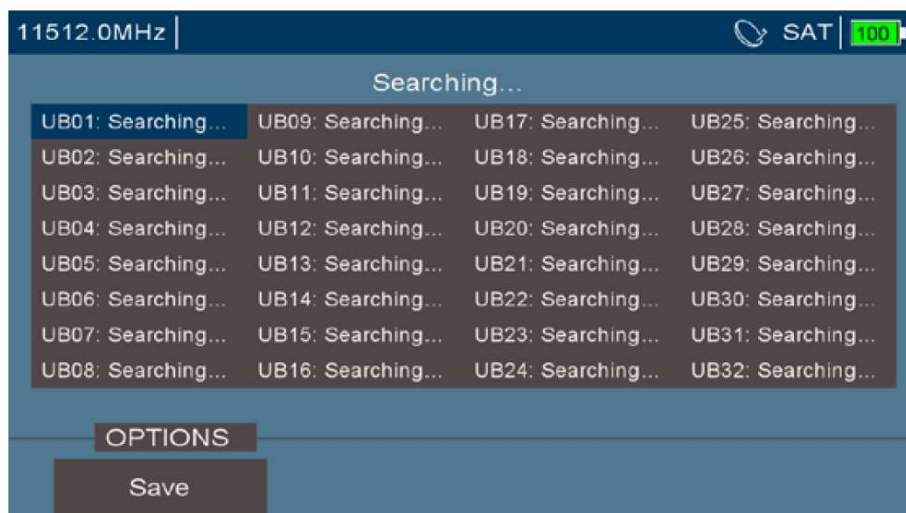 11512.0MHz SAT 100
Searching...
UB01: Searching... UB09: Searching... UB17: Searching... UB25: Searching...
UB02: Searching... UB10: Searching... UB18: Searching... UB26: Searching...
UB03: Searching... UB11: Searching... UB19: Searching... UB27: Searching...
UB04: Searching... UB12: Searching... UB20: Searching... UB28: Searching...
UB05: Searching... UB13: Searching... UB21: Searching... UB29: Searching...
UB06: Searching... UB14: Searching... UB22: Searching... UB30: Searching...
UB07: Searching... UB15: Searching... UB23: Searching... UB31: Searching...
UB08: Searching... UB16: Searching... UB24: Searching... UB32: Searching...
OPTIONS
Save